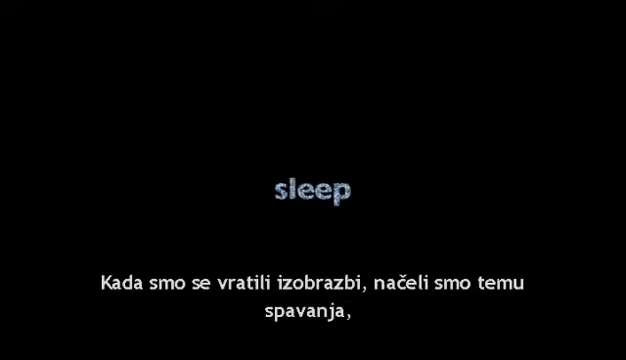 sleep
Kada smo se vratili izobrazbi, načeli smo temu
spavanja,